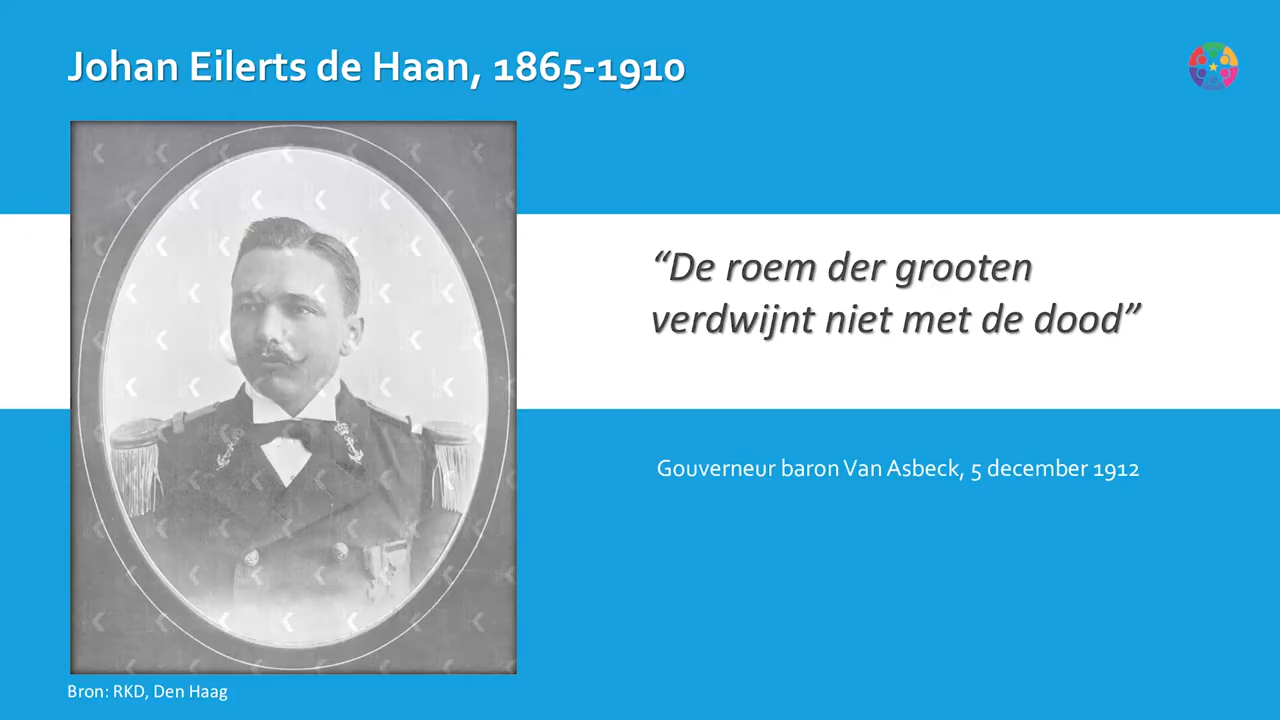 Johan Eilerts de Haan, 1865-1910
“De roem der grooten
verdwijnt niet met de dood”
Gouverneur baron Van Asbeck, 5 december 1912
Bron: RKD, Den Haag